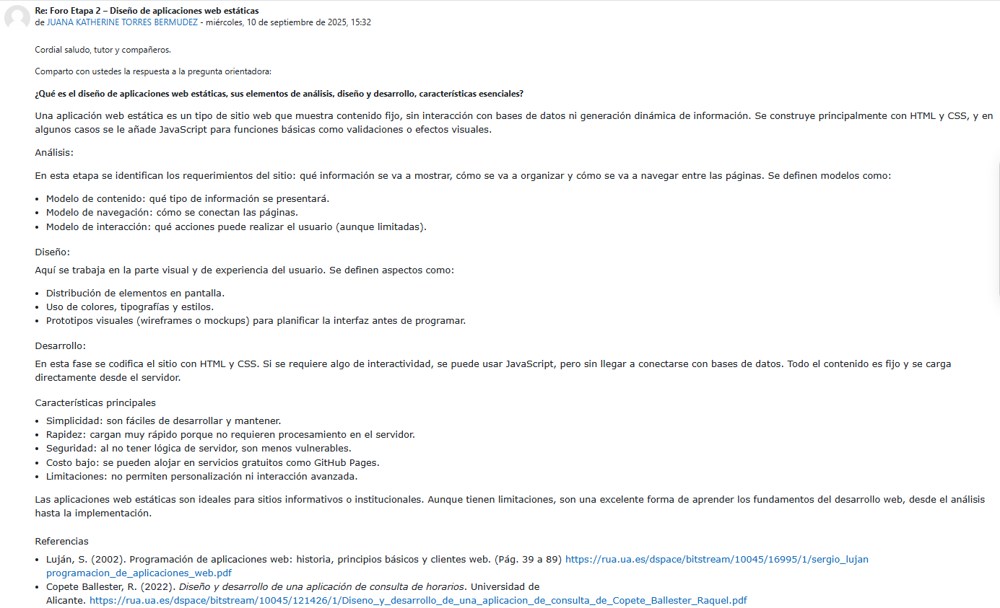 Re: Foro Etapa 2 – Diseño de aplicaciones web estáticas
de JUANA KATHERINE TORRES BERMUDEZ - miércoles, 10 de septiembre de 2025, 15:32
Cordial saludo, tutor y compañeros.
Comparto con ustedes la respuesta a la pregunta orientadora:
¿Qué es el diseño de aplicaciones web estáticas, sus elementos de análisis, diseño y desarrollo, características esenciales?
Una aplicación web estática es un tipo de sitio web que muestra contenido fijo, sin interacción con bases de datos ni generación dinámica de información. Se construye principalmente con HTML y CSS, y en
algunos casos se le añade JavaScript para funciones básicas como validaciones o efectos visuales.
Análisis:
En esta etapa se identifican los requerimientos del sitio: qué información se va a mostrar, cómo se va a organizar y cómo se va a navegar entre las páginas. Se definen modelos como:
• Modelo de contenido: qué tipo de información se presentará.
• Modelo de navegación: cómo se conectan las páginas.
• Modelo de interacción: qué acciones puede realizar el usuario (aunque limitadas).
Diseño:
Aquí se trabaja en la parte visual y de experiencia del usuario. Se definen aspectos como:
• Distribución de elementos en pantalla.
• Uso de colores, tipografías y estilos.
• Prototipos visuales (wireframes o mockups) para planificar la interfaz antes de programar.
Desarrollo:
En esta fase se codifica el sitio con HTML y CSS. Si se requiere algo de interactividad, se puede usar JavaScript, pero sin llegar a conectarse con bases de datos. Todo el contenido es fijo y se carga
directamente desde el servidor.
Características principales
• Simplicidad: son fáciles de desarrollar y mantener.
• Rapidez: cargan muy rápido porque no requieren procesamiento en el servidor.
• Seguridad: al no tener lógica de servidor, son menos vulnerables.
• Costo bajo: se pueden alojar en servicios gratuitos como GitHub Pages.
• Limitaciones: no permiten personalización ni interacción avanzada.
Las aplicaciones web estáticas son ideales para sitios informativos o institucionales. Aunque tienen limitaciones, son una excelente forma de aprender los fundamentos del desarrollo web, desde el análisis
hasta la implementación.
Referencias
• Luján, S. (2002). Programación de aplicaciones web: historia, principios básicos y clientes web. (Pág. 39 a 89) https://rua.ua.es/dspace/bitstream/10045/16995/1/sergio_lujan
programacion_de_aplicaciones_web.pdf
• Copete Ballester, R. (2022). Diseño y desarrollo de una aplicación de consulta de horarios. Universidad de
Alicante. https://rua.ua.es/dspace/bitstream/10045/121426/1/Diseno_y_desarrollo_de_una_aplicacion_de_consulta_de_Copete_Ballester_Raquel.pdf